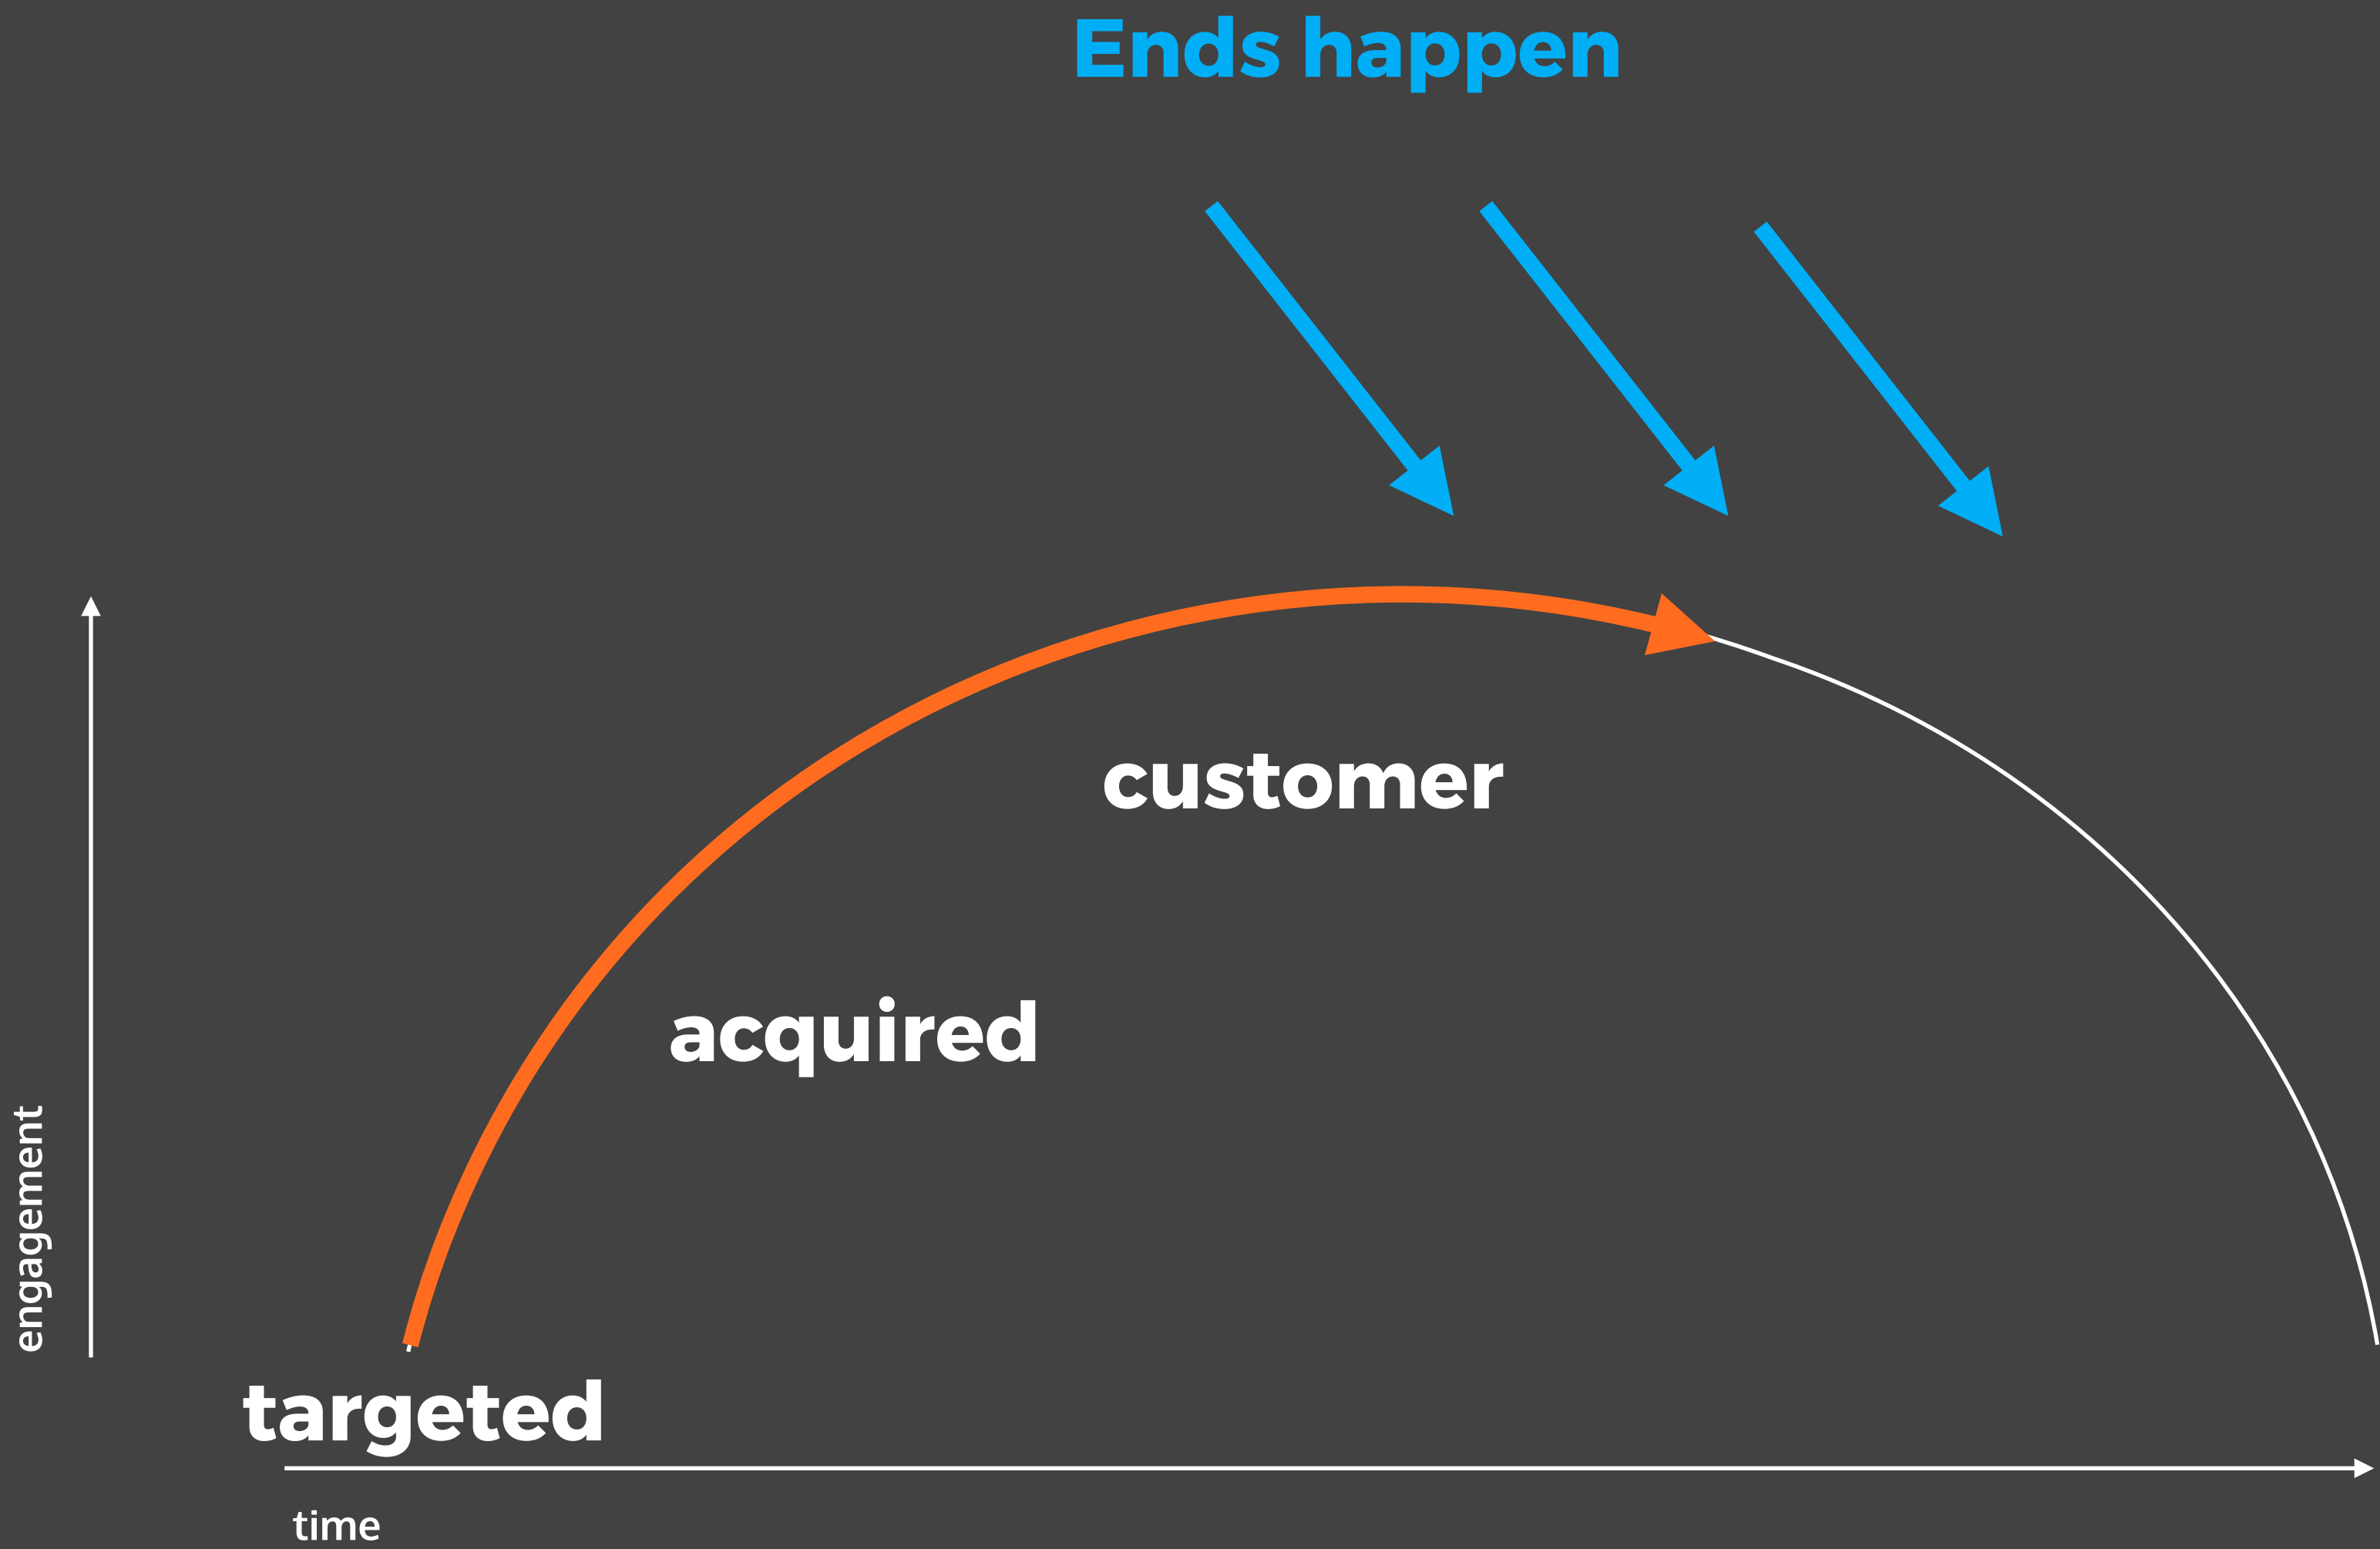 Ends happen
customer
acquired
engagement
targeted
time